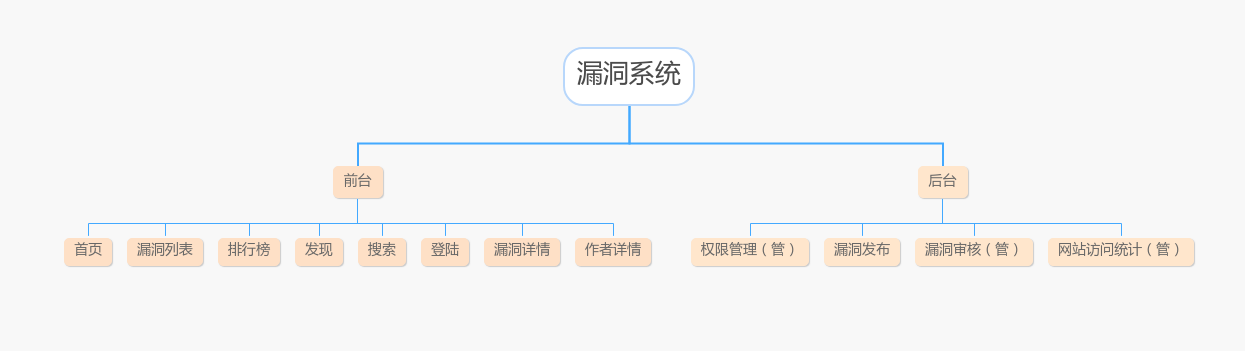 漏洞系统
前台
后台
首页
漏洞列表
排行榜
发现
搜索
登陆
漏洞详情
作者详情
权限管理（管）
漏洞发布
漏洞审核（管）
网站访问统计（管）